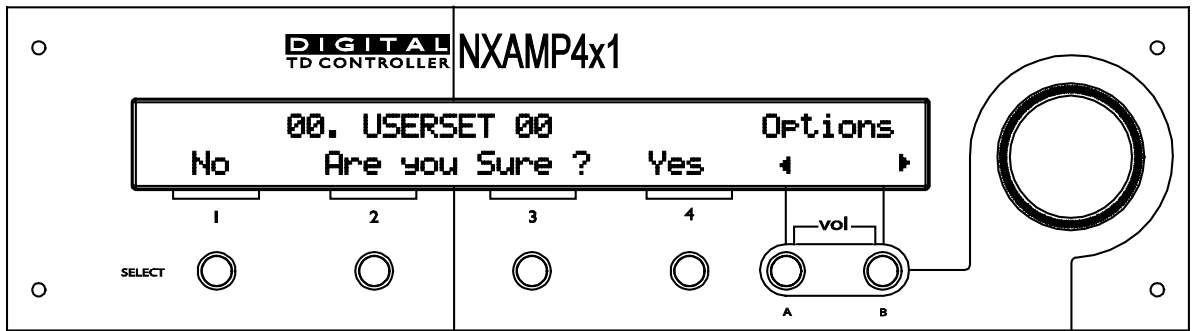 DIGITAL
TD CONTROLLER NXAMP4x1
00. USERSET 00 Options
No Are you Sure ? Yes
1 2 3 4
vol
SELECT
A B